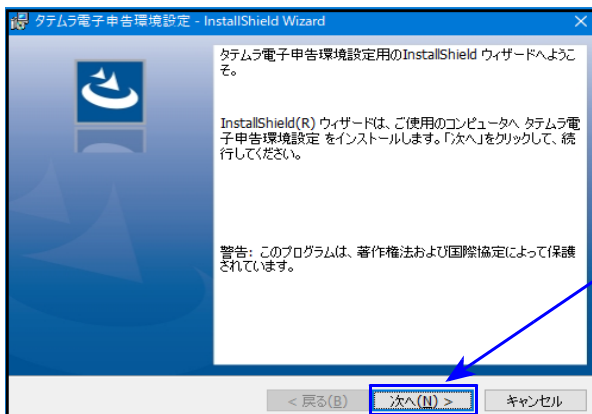 タテムラ電子申告環境設定 - InstallShield Wizard
タテムラ電子申告環境設定用のInstallShield ウィザードへようこ
そ。
InstallShield(R) ウィザードは、ご使用のコンピュータへ タテムラ電
子申告環境設定 をインストールします。「次へ」をクリックして、続
行してください。
警告: このプログラムは、著作権法および国際協定によって保護
されています。
< 戻る(B) 次へ(N) > キャンセル